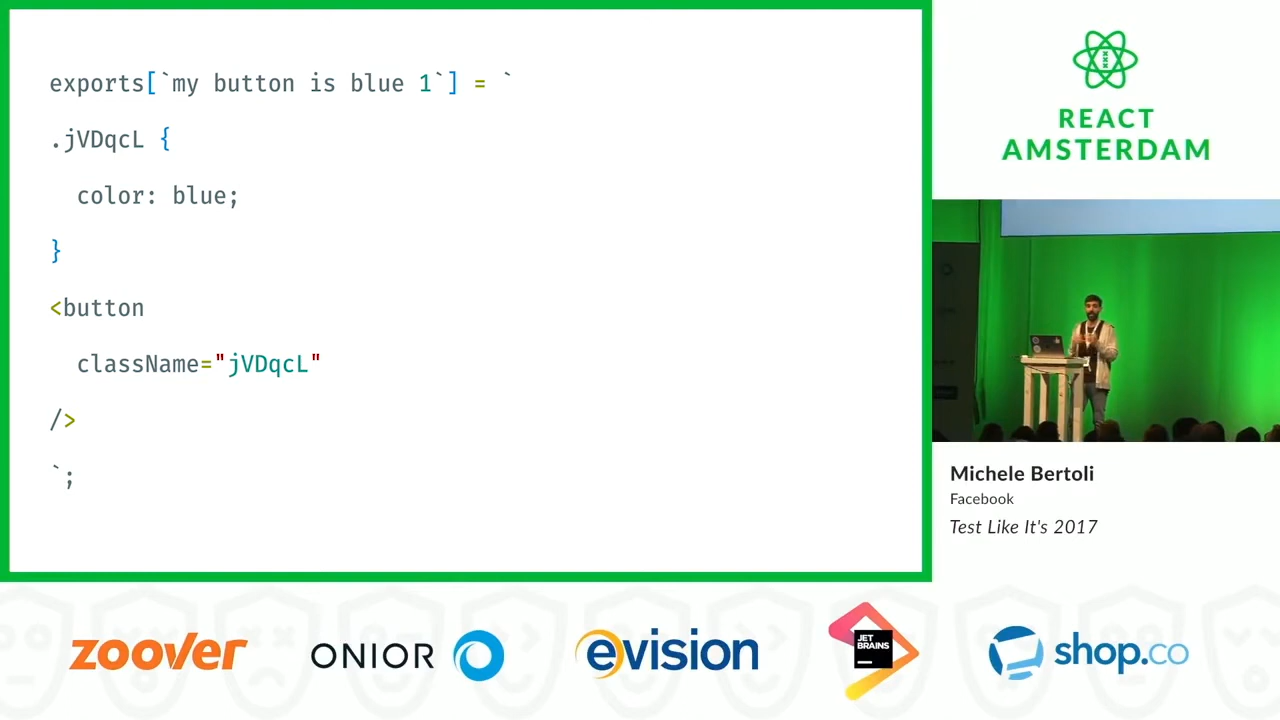 exports[`my button is blue 1`] = `
.jVDqcL {
  color: blue;
}
<button
  className="jVDqcL"
/>
`;
REACT
AMSTERDAM
Michele Bertoli
Facebook
Test Like It's 2017
zoover
ONIOR
evision
JET
BRAINS
shop.co